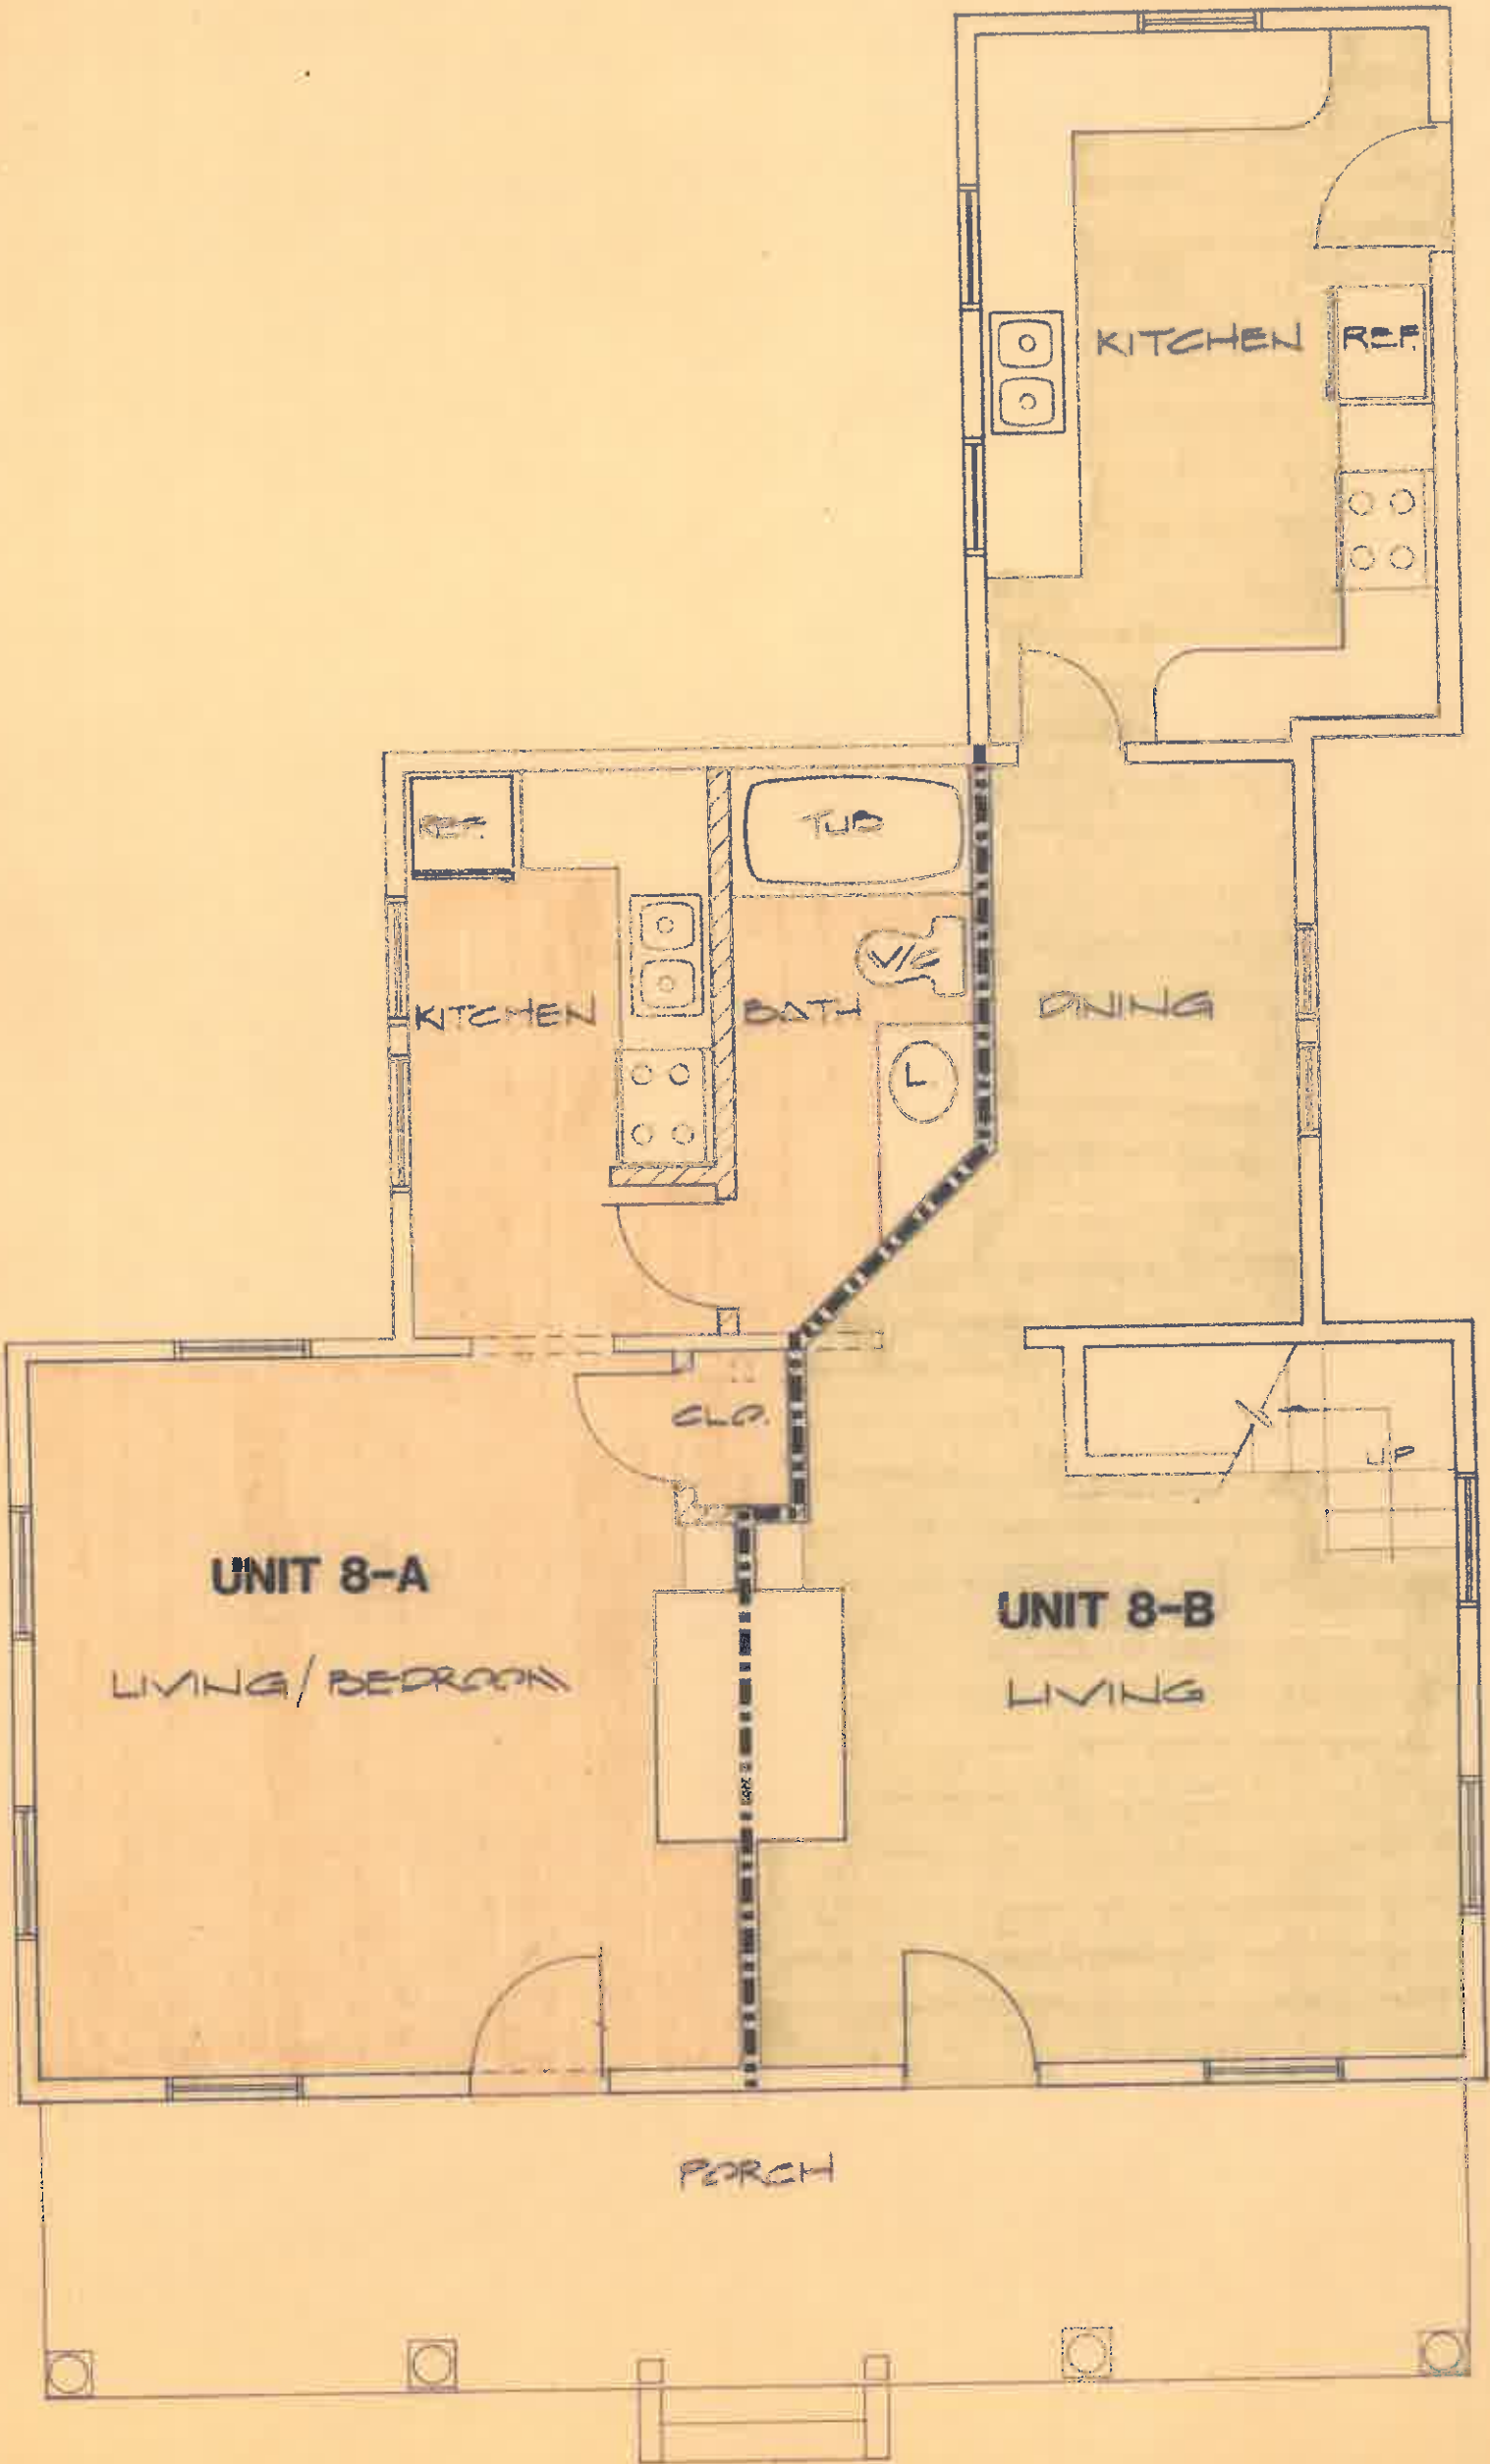 KITCHEN
REF.
REF.
TUB
KITCHEN
BATH
W/C
DINING
L
CLO.
UP
UNIT 8-A
LIVING/BEDROOM
UNIT 8-B
LIVING
PORCH